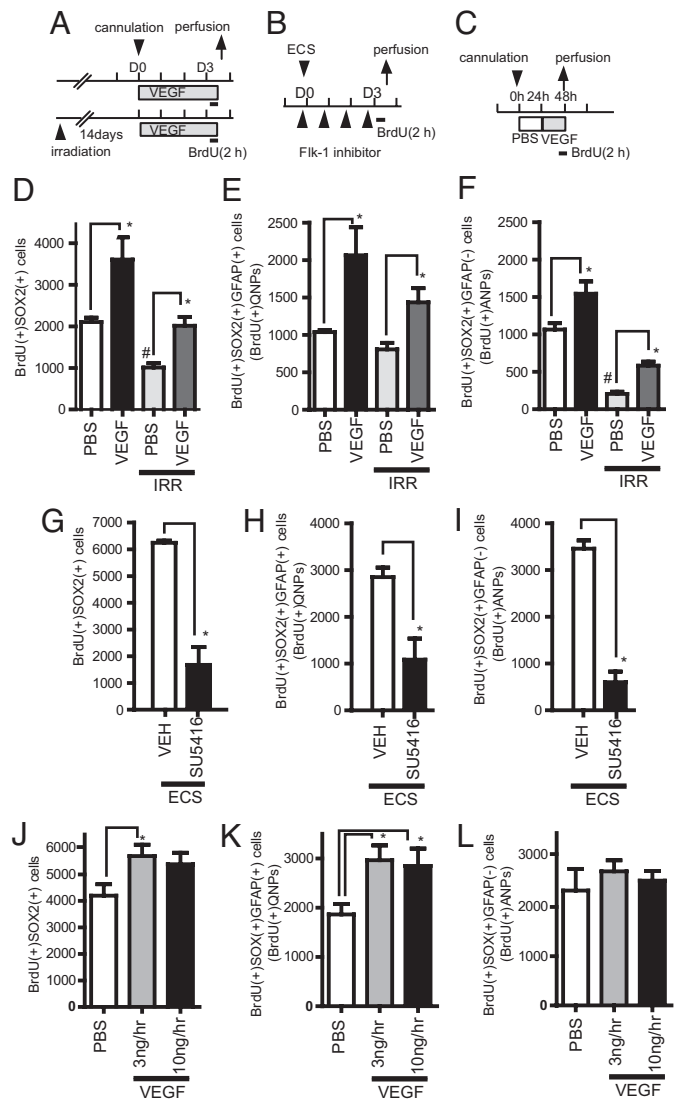 A
cannulation
perfusion
D0
D3
VEGF
VEGF
14days
irradiation
BrdU(2 h)
B
ECS
perfusion
D0
D3
BrdU(2 h)
Flk-1 inhibitor
C
cannulation
perfusion
0h 24h 48h
PBS VEGF
BrdU(2 h)
D
BrdU(+)SOX2(+) cells
4000
3000
2000
1000
0
*
#
*
PBS
VEGF
PBS
VEGF
IRR
E
BrdU(+)SOX2(+)GFAP(+) cells
(BrdU(+)QNPs)
2500
2000
1500
1000
500
0
*
*
PBS
VEGF
PBS
VEGF
IRR
F
BrdU(+)SOX2(+)GFAP(-) cells
(BrdU(+)ANPs)
2500
2000
1500
1000
500
0
*
#
*
PBS
VEGF
PBS
VEGF
IRR
G
BrdU(+)SOX2(+) cells
7000
6000
5000
4000
3000
2000
1000
0
*
VEH
SU5416
ECS
H
BrdU(+)SOX2(+)GFAP(+) cells
(BrdU(+)QNPs)
4000
3000
2000
1000
0
*
VEH
SU5416
ECS
I
BrdU(+)SOX2(+)GFAP(-) cells
(BrdU(+)ANPs)
4000
3000
2000
1000
0
*
VEH
SU5416
ECS
J
BrdU(+)SOX2(+) cells
6000
5000
4000
3000
2000
1000
0
*
PBS
3ng/hr
10ng/hr
VEGF
K
BrdU(+)SOX(+)GFAP(+) cells
(BrdU(+)QNPs)
3000
2000
1000
0
*
*
PBS
3ng/hr
10ng/hr
VEGF
L
BrdU(+)SOX(+)GFAP(-) cells
(BrdU(+)ANPs)
3000
2000
1000
0
PBS
3ng/hr
10ng/hr
VEGF